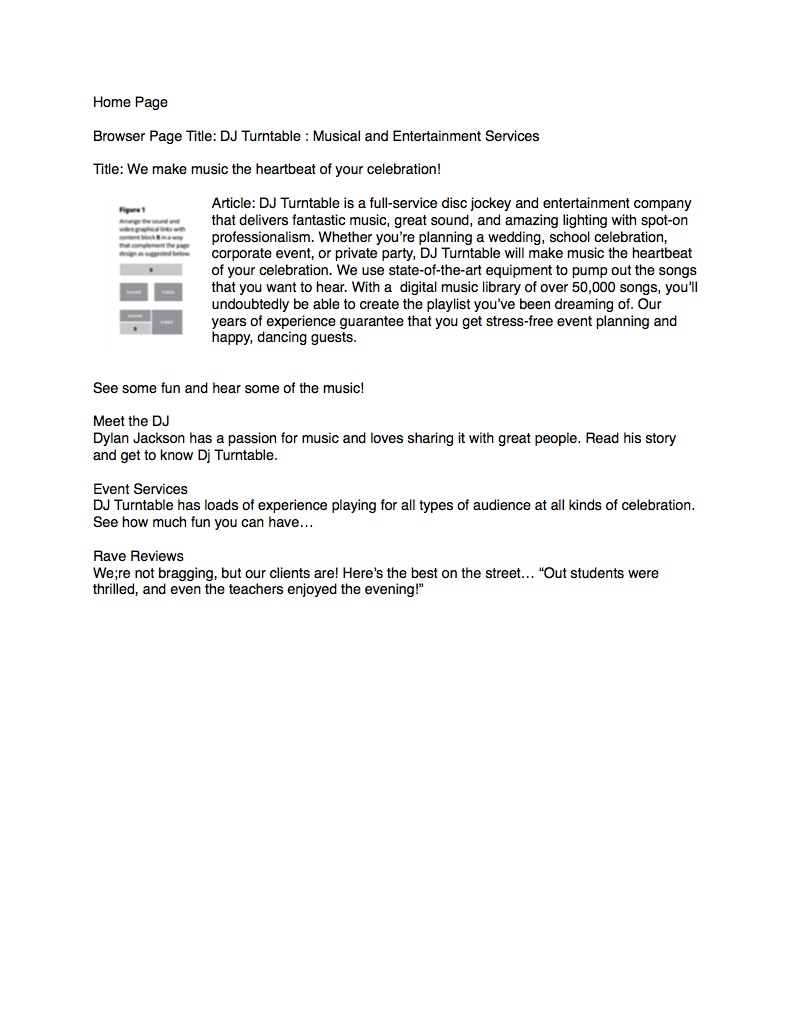 Home Page
Browser Page Title: DJ Turntable : Musical and Entertainment Services
Title: We make music the heartbeat of your celebration!
Figure 1
Arrange the sound and
video graphical links with
content block B in a way
that complement the page
design as suggested below.
B
SOUND VIDEO
SOUND
VIDEO
B
Article: DJ Turntable is a full-service disc jockey and entertainment company
that delivers fantastic music, great sound, and amazing lighting with spot-on
professionalism. Whether you’re planning a wedding, school celebration,
corporate event, or private party, DJ Turntable will make music the heartbeat
of your celebration. We use state-of-the-art equipment to pump out the songs
that you want to hear. With a  digital music library of over 50,000 songs, you’ll
undoubtedly be able to create the playlist you’ve been dreaming of. Our
years of experience guarantee that you get stress-free event planning and
happy, dancing guests.
See some fun and hear some of the music!
Meet the DJ
Dylan Jackson has a passion for music and loves sharing it with great people. Read his story
and get to know Dj Turntable.
Event Services
DJ Turntable has loads of experience playing for all types of audience at all kinds of celebration.
See how much fun you can have…
Rave Reviews
We;re not bragging, but our clients are! Here’s the best on the street… “Out students were
thrilled, and even the teachers enjoyed the evening!”